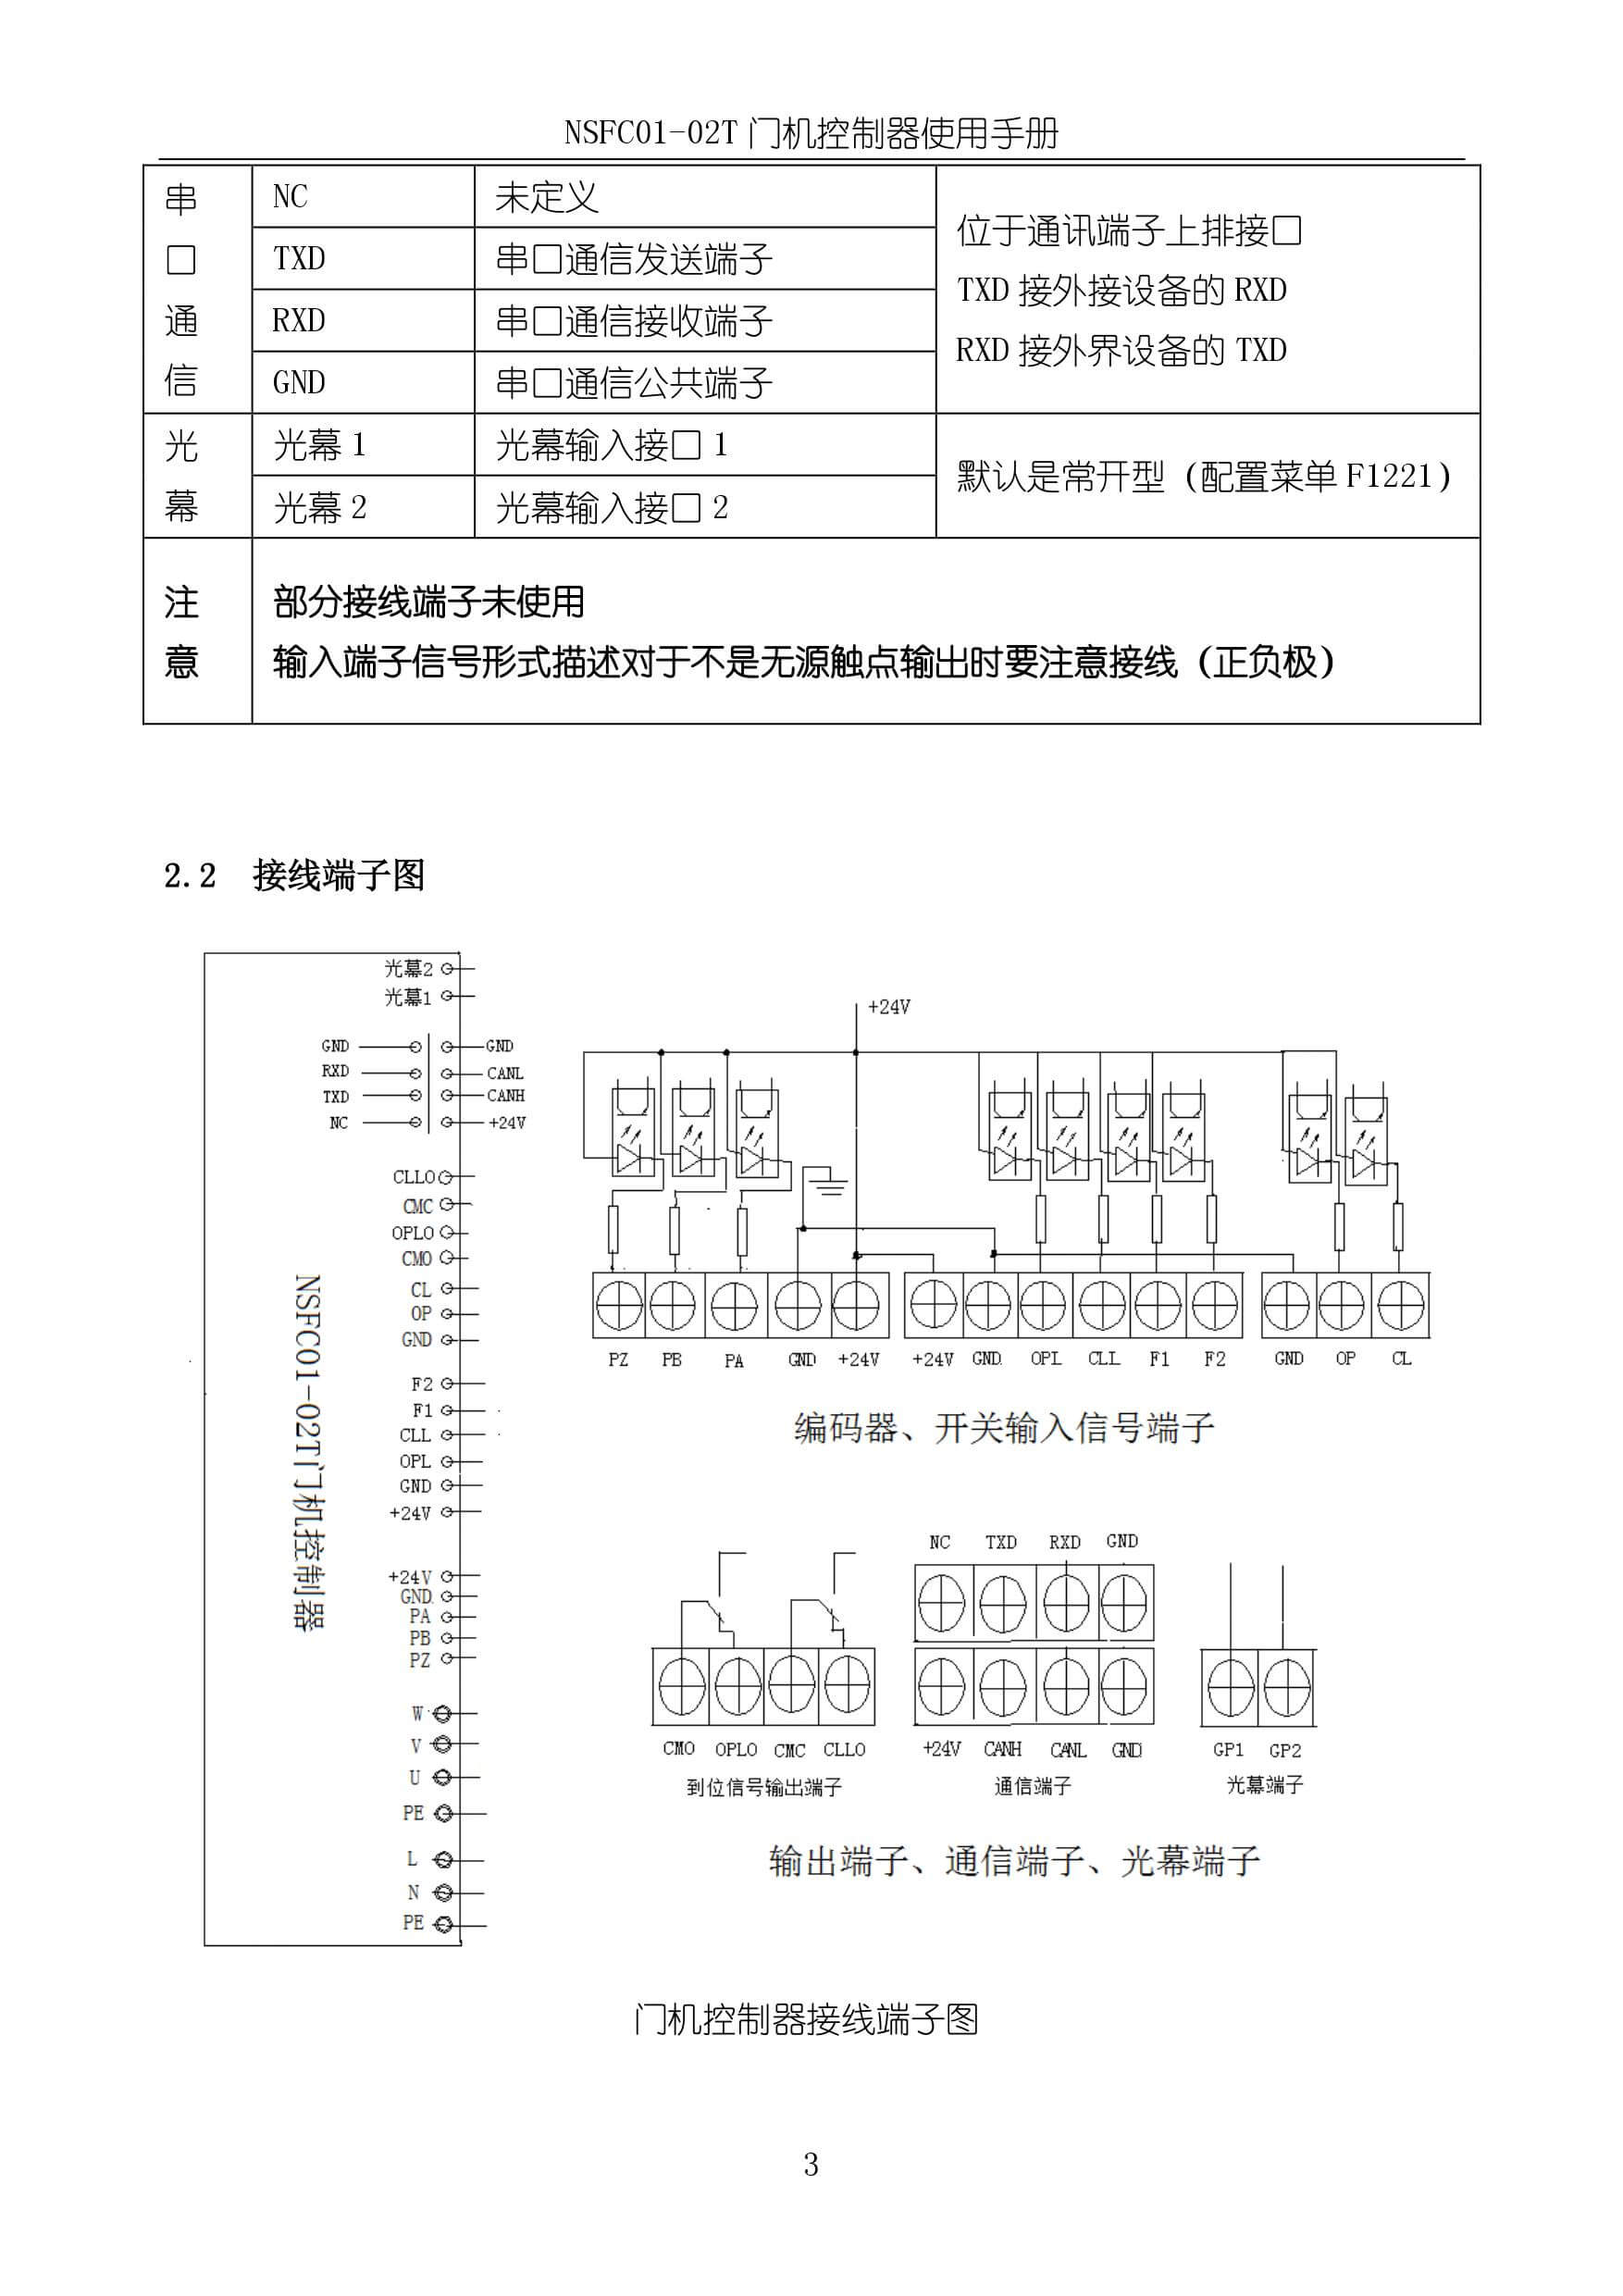 NSFC01-02T 门机控制器使用手册
串口通信
NC
未定义
TXD
串口通信发送端子
RXD
串口通信接收端子
GND
串口通信公共端子
位于通讯端子上排接口
TXD 接外接设备的 RXD
RXD 接外界设备的 TXD
光幕
光幕 1
光幕输入接口 1
光幕 2
光幕输入接口 2
默认是常开型（配置菜单 F1221）
注意
部分接线端子未使用
输入端子信号形式描述对于不是无源触点输出时要注意接线（正负极）
2.2 接线端子图
光幕2
光幕1
GND
GND
RXD
CANL
TXD
CANH
NC
+24V
CLLO
CMC
OPLO
CMO
CL
OP
GND
F2
F1
CLL
OPL
GND
+24V
+24V
GND
PA
PB
PZ
W
V
U
PE
L
N
PE
NSFC01-02T门机控制器
+24V
PZ PB PA GND +24V +24V GND OPL CLL F1 F2 GND OP CL
编码器、开关输入信号端子
NC TXD RXD GND
CMO OPLO CMC CLLO +24V CANH CANL GND GP1 GP2
到位信号输出端子 通信端子 光幕端子
输出端子、通信端子、光幕端子
门机控制器接线端子图
3